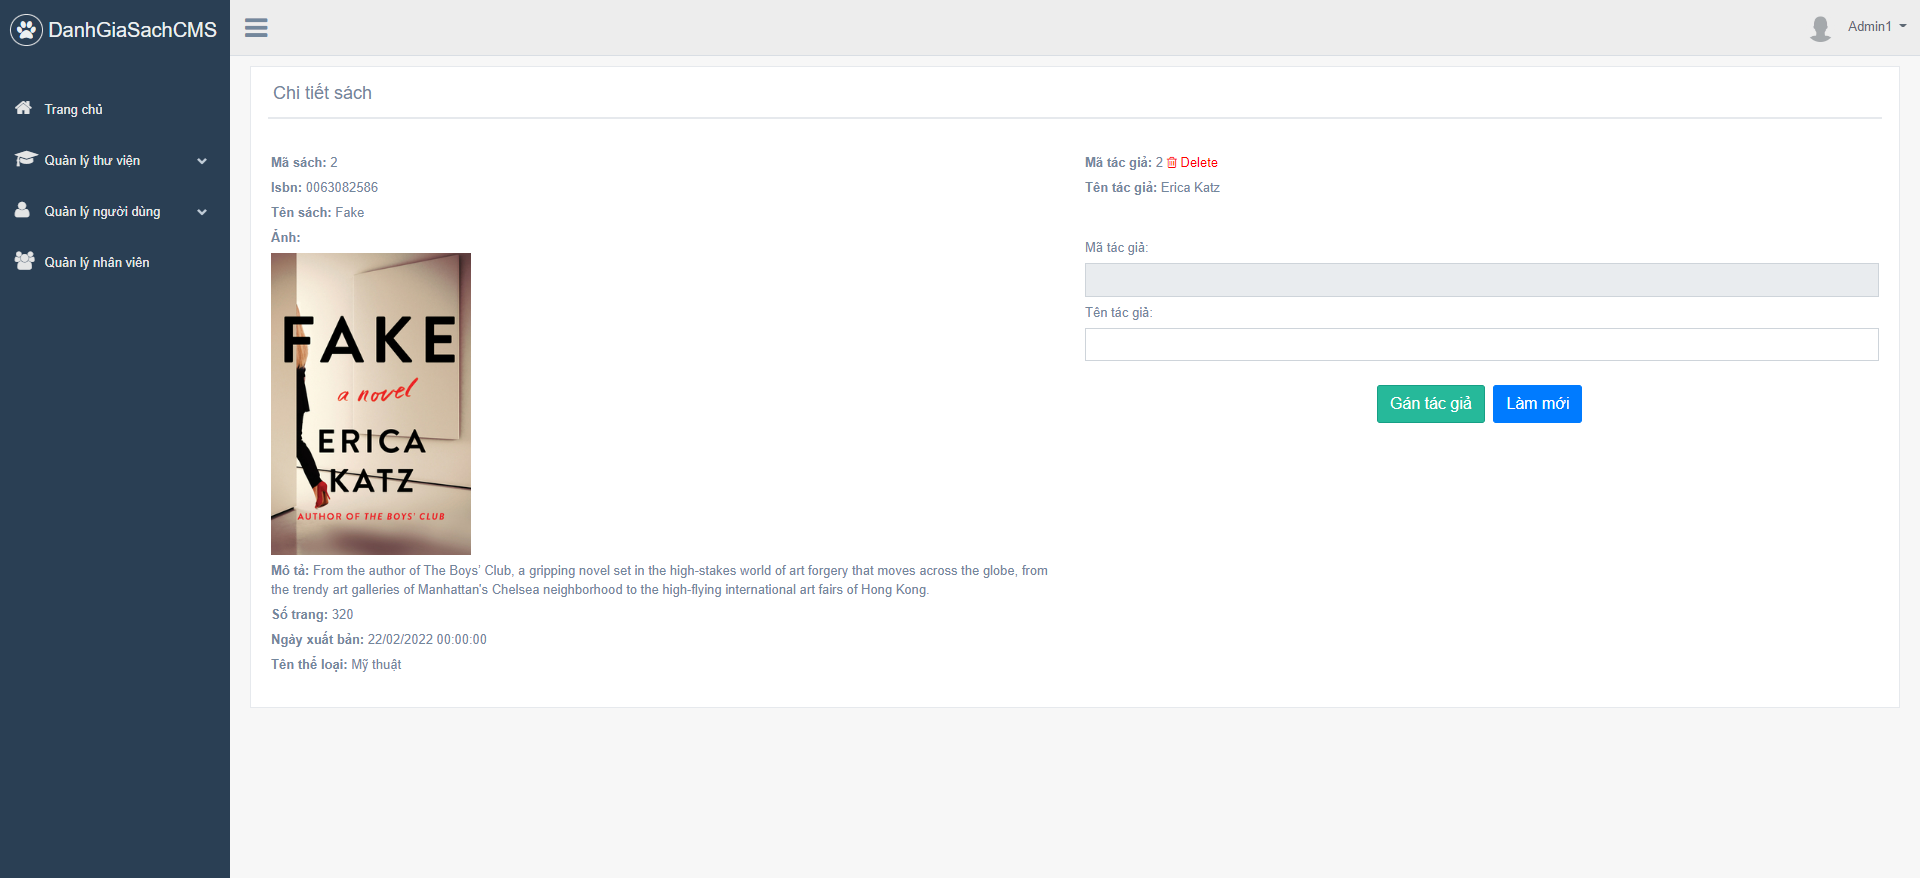 DanhGiaSachCMS
Admin1
Trang chủ
Quản lý thư viện
Quản lý người dùng
Quản lý nhân viên
Chi tiết sách
Mã sách: 2
Isbn: 0063082586
Tên sách: Fake
Ảnh:
FAKE
a novel
ERICA
KATZ
AUTHOR OF THE BOYS' CLUB
Mô tả: From the author of The Boys' Club, a gripping novel set in the high-stakes world of art forgery that moves across the globe, from
the trendy art galleries of Manhattan's Chelsea neighborhood to the high-flying international art fairs of Hong Kong.
Số trang: 320
Ngày xuất bản: 22/02/2022 00:00:00
Tên thể loại: Mỹ thuật
Mã tác giả: 2 Delete
Tên tác giả: Erica Katz
Mã tác giả:
Tên tác giả:
Gán tác giả
Làm mới